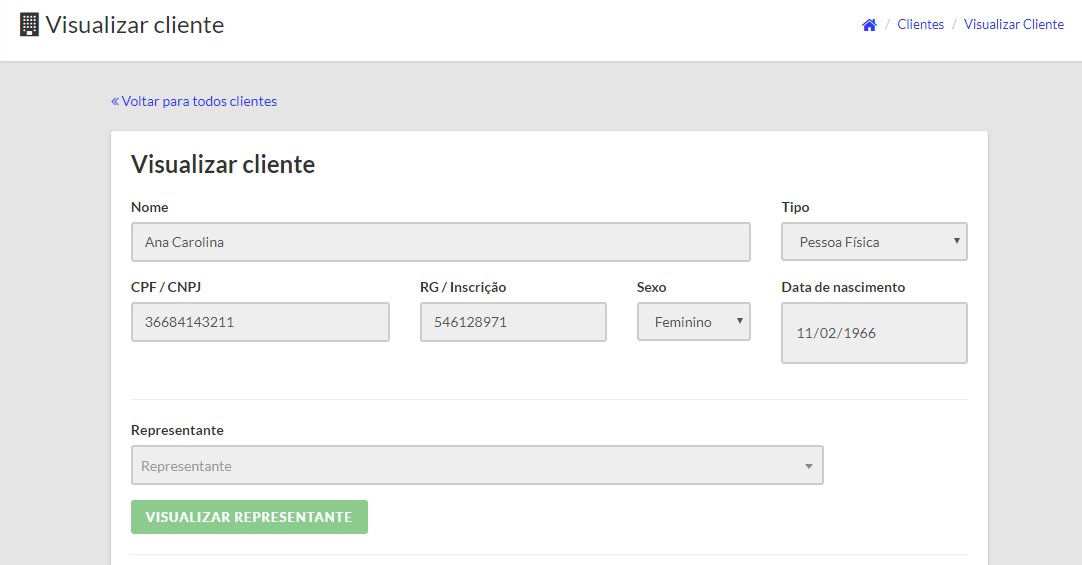 Visualizar cliente
/ Clientes / Visualizar Cliente
« Voltar para todos clientes
Visualizar cliente
Nome Tipo
Ana Carolina Pessoa Física
CPF / CNPJ RG / Inscrição Sexo Data de nascimento
36684143211 546128971 Feminino 11/02/1966
Representante
Representante
VISUALIZAR REPRESENTANTE